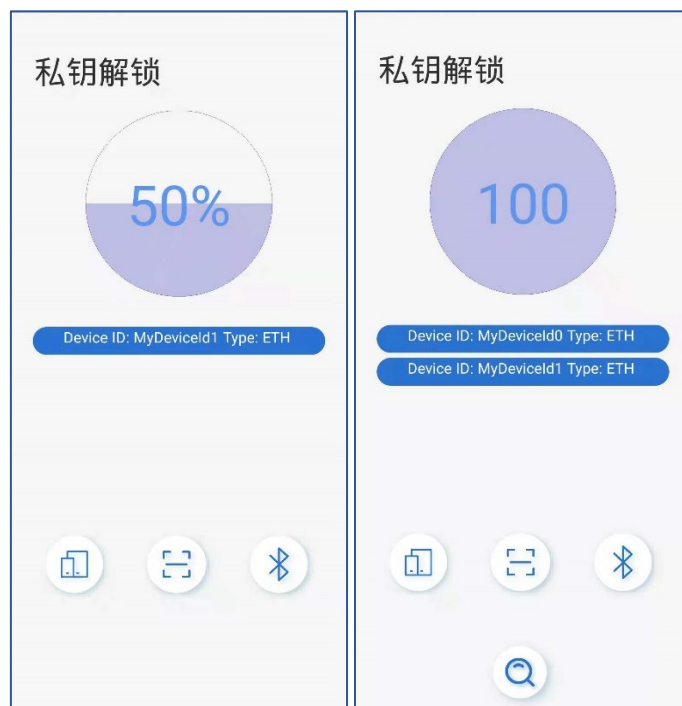 私钥解锁
50%
Device ID: MyDeviceId1 Type: ETH
私钥解锁
100
Device ID: MyDeviceId0 Type: ETH
Device ID: MyDeviceId1 Type: ETH